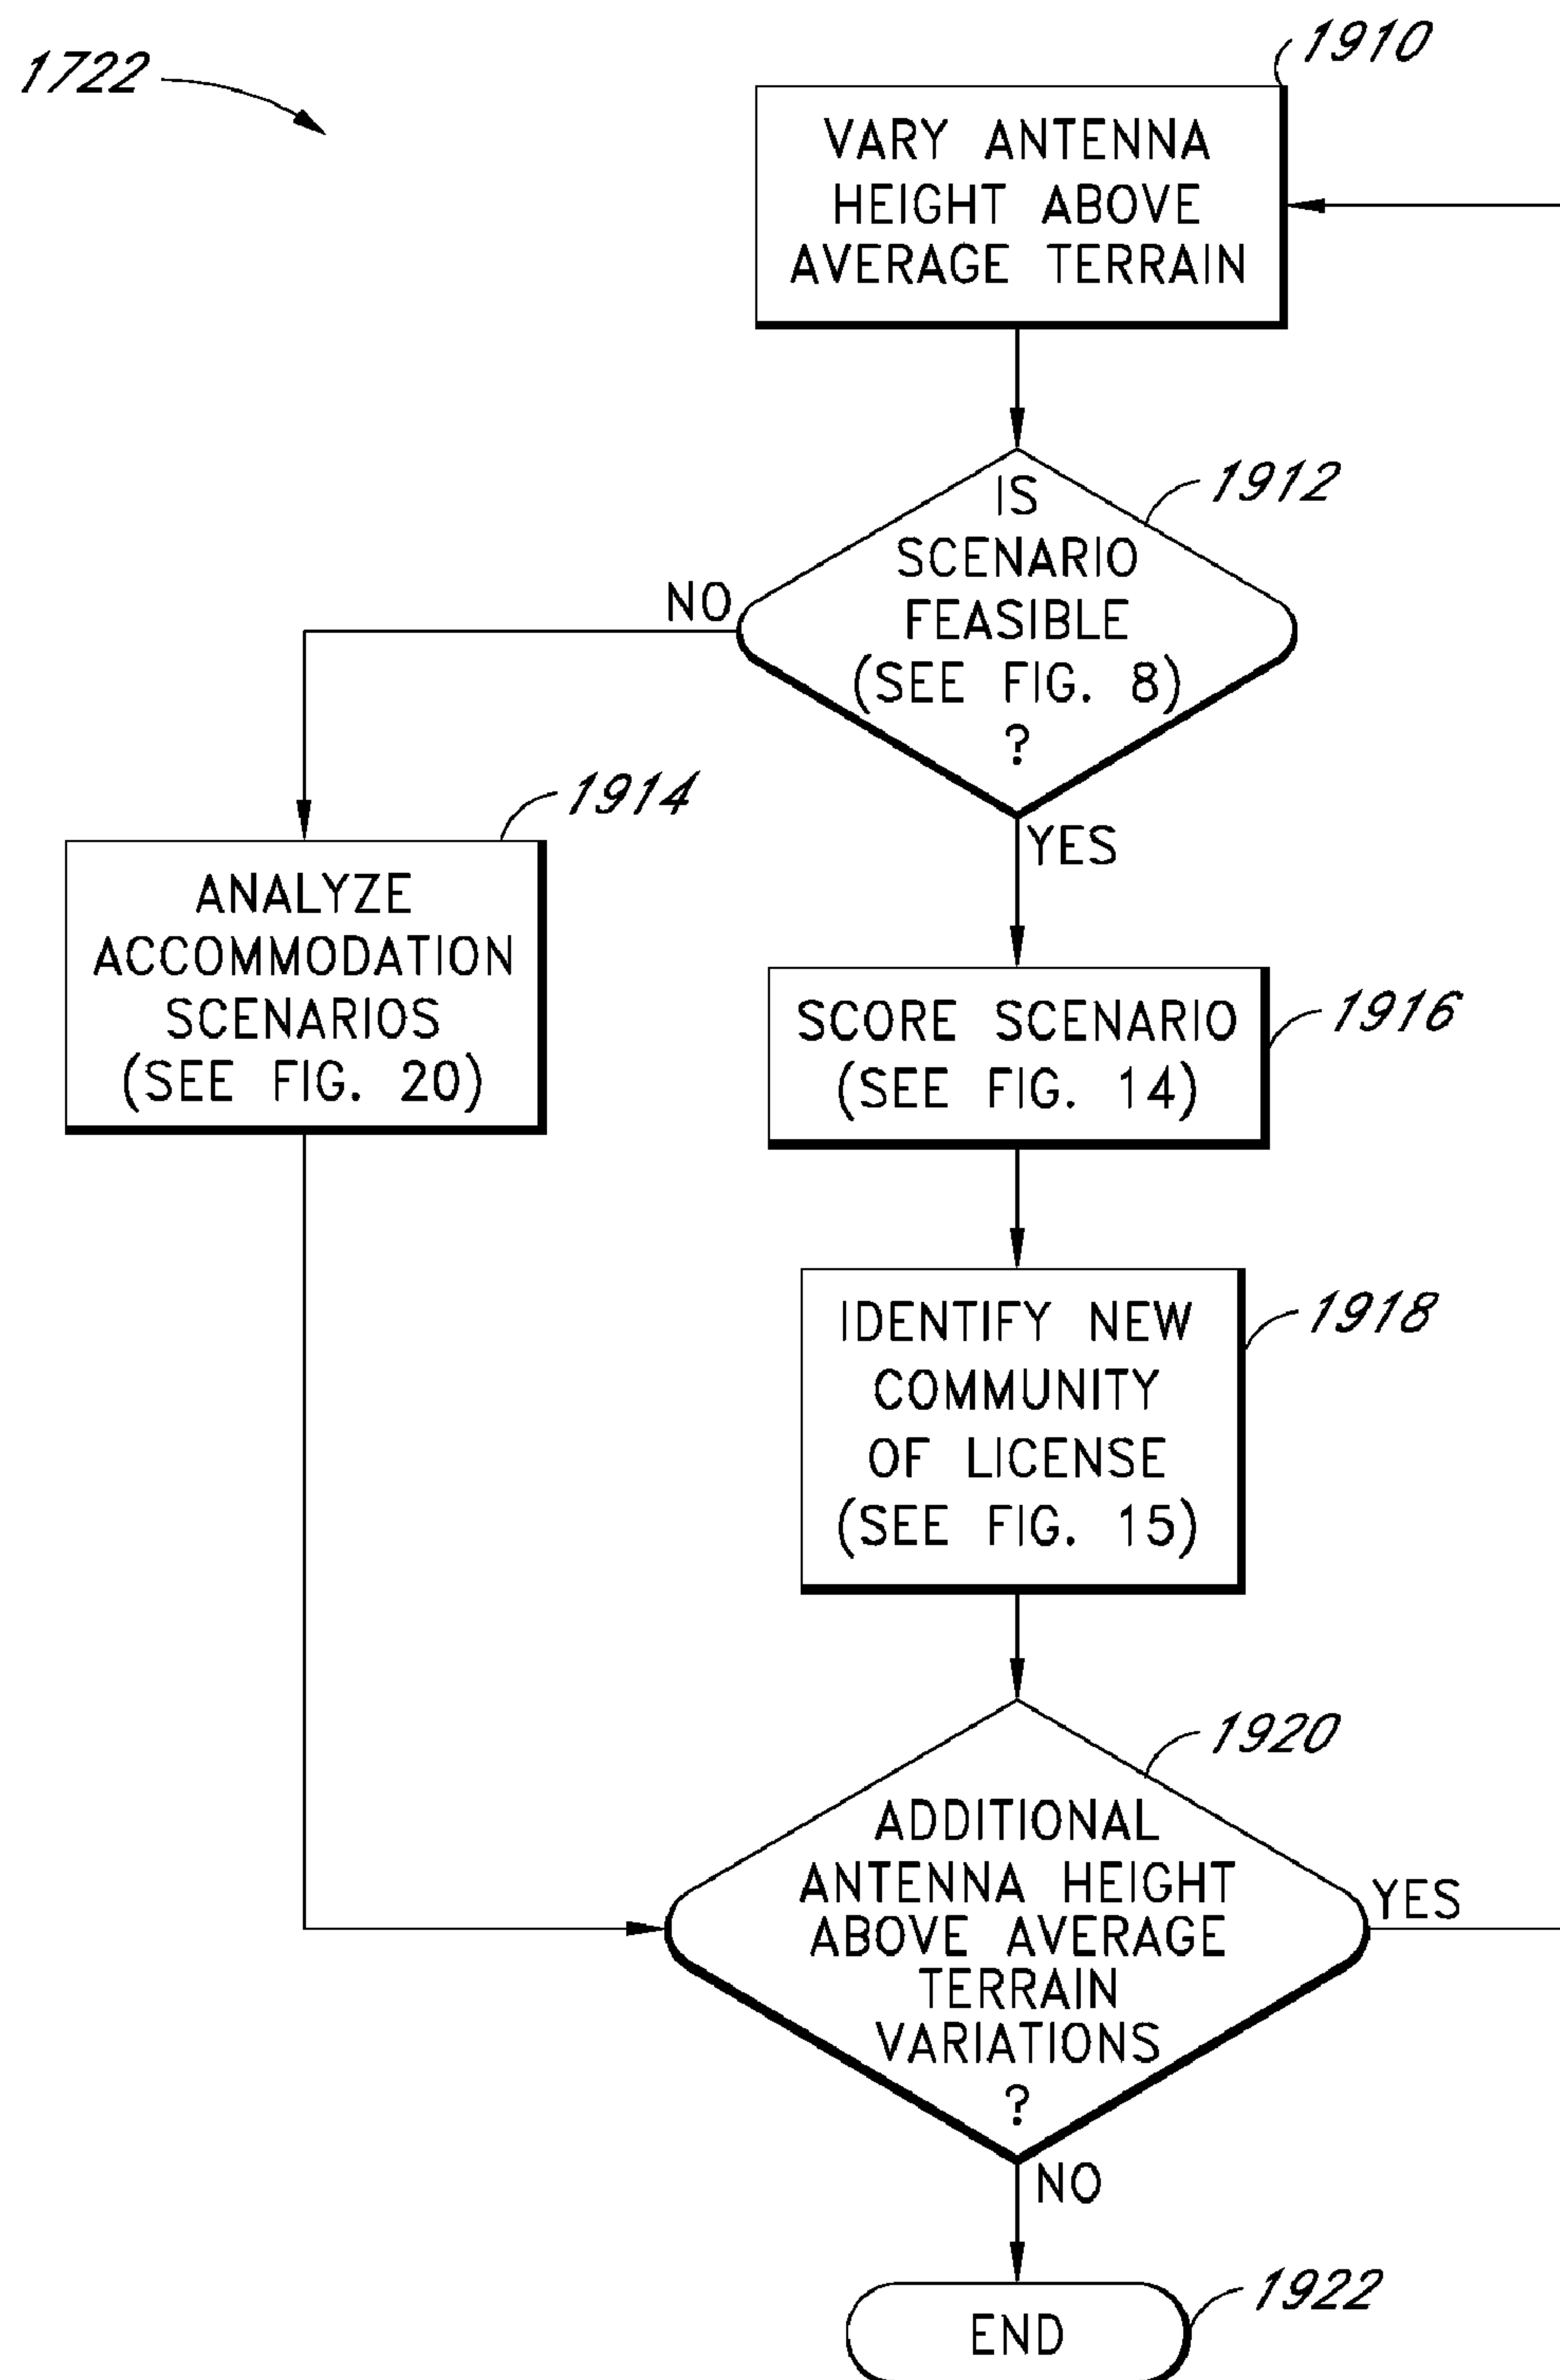 1722
1910
VARY ANTENNA
HEIGHT ABOVE
AVERAGE TERRAIN
1912
IS
SCENARIO
FEASIBLE
(SEE FIG. 8)
?
NO
YES
1914
ANALYZE
ACCOMMODATION
SCENARIOS
(SEE FIG. 20)
1916
SCORE SCENARIO
(SEE FIG. 14)
1918
IDENTIFY NEW
COMMUNITY
OF LICENSE
(SEE FIG. 15)
1920
ADDITIONAL
ANTENNA HEIGHT
ABOVE AVERAGE
TERRAIN
VARIATIONS
?
YES
NO
1922
END